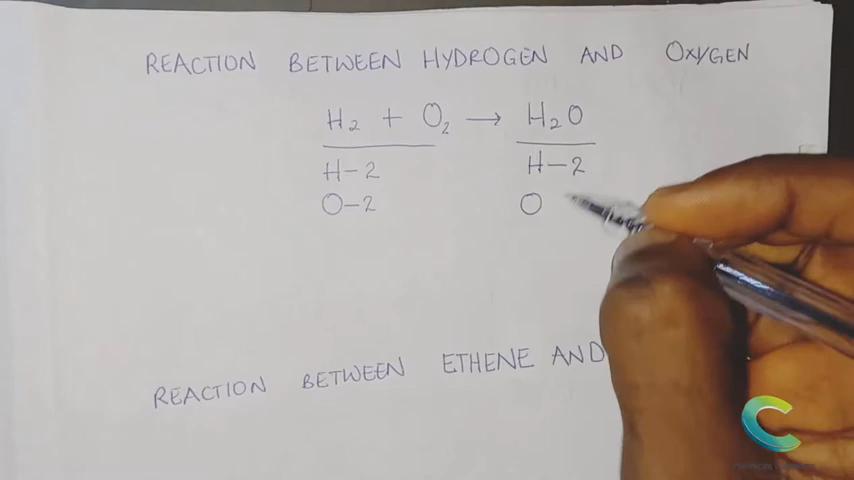 REACTION BETWEEN HYDROGEN AND OXYGEN
H₂ + O₂ → H₂O
H-2 H-2
O-2 O
REACTION BETWEEN ETHENE AND